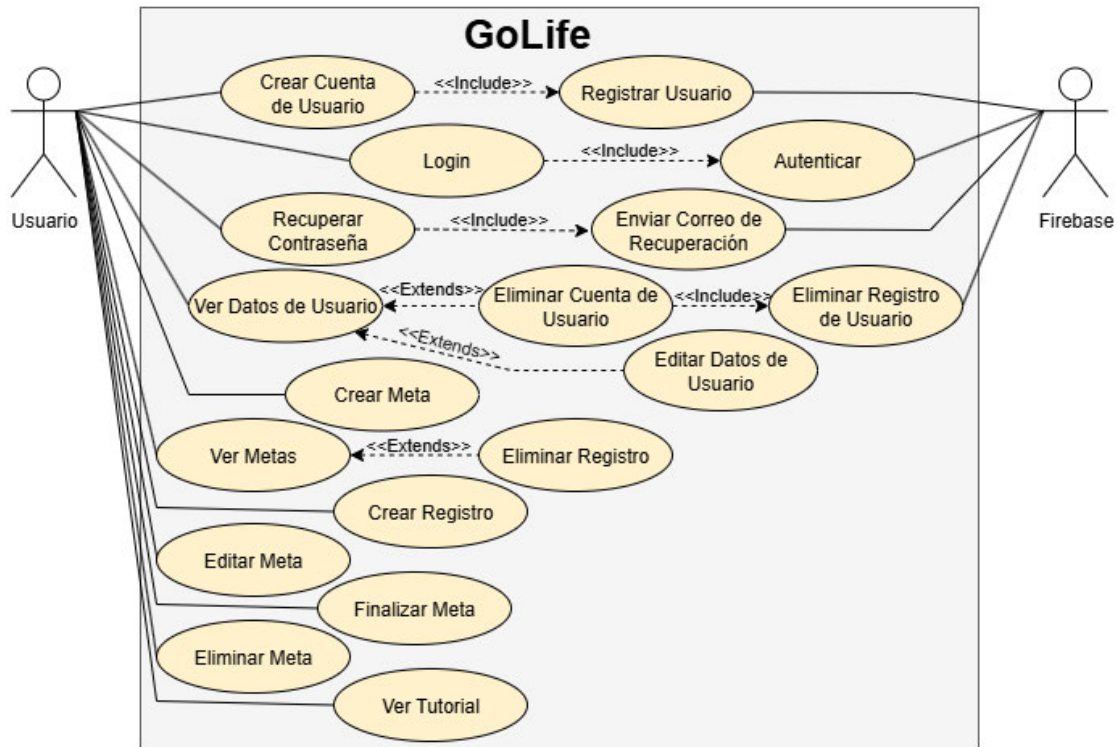 GoLife
Crear Cuenta
de Usuario
<<Include>>
Registrar Usuario
Login
<<Include>>
Autenticar
Usuario
Firebase
Recuperar
Contraseña
<<Include>>
Enviar Correo de
Recuperación
Ver Datos de Usuario
<<Extends>>
Eliminar Cuenta de
Usuario
<<Include>>
Eliminar Registro
de Usuario
<<Extends>>
Editar Datos de
Usuario
Crear Meta
Ver Metas
<<Extends>>
Eliminar Registro
Crear Registro
Editar Meta
Finalizar Meta
Eliminar Meta
Ver Tutorial